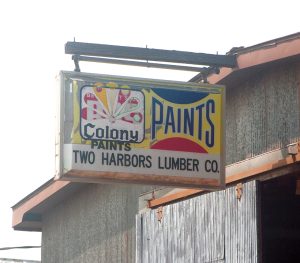 Colony
PAINTS
PAINTS
TWO HARBORS LUMBER CO.